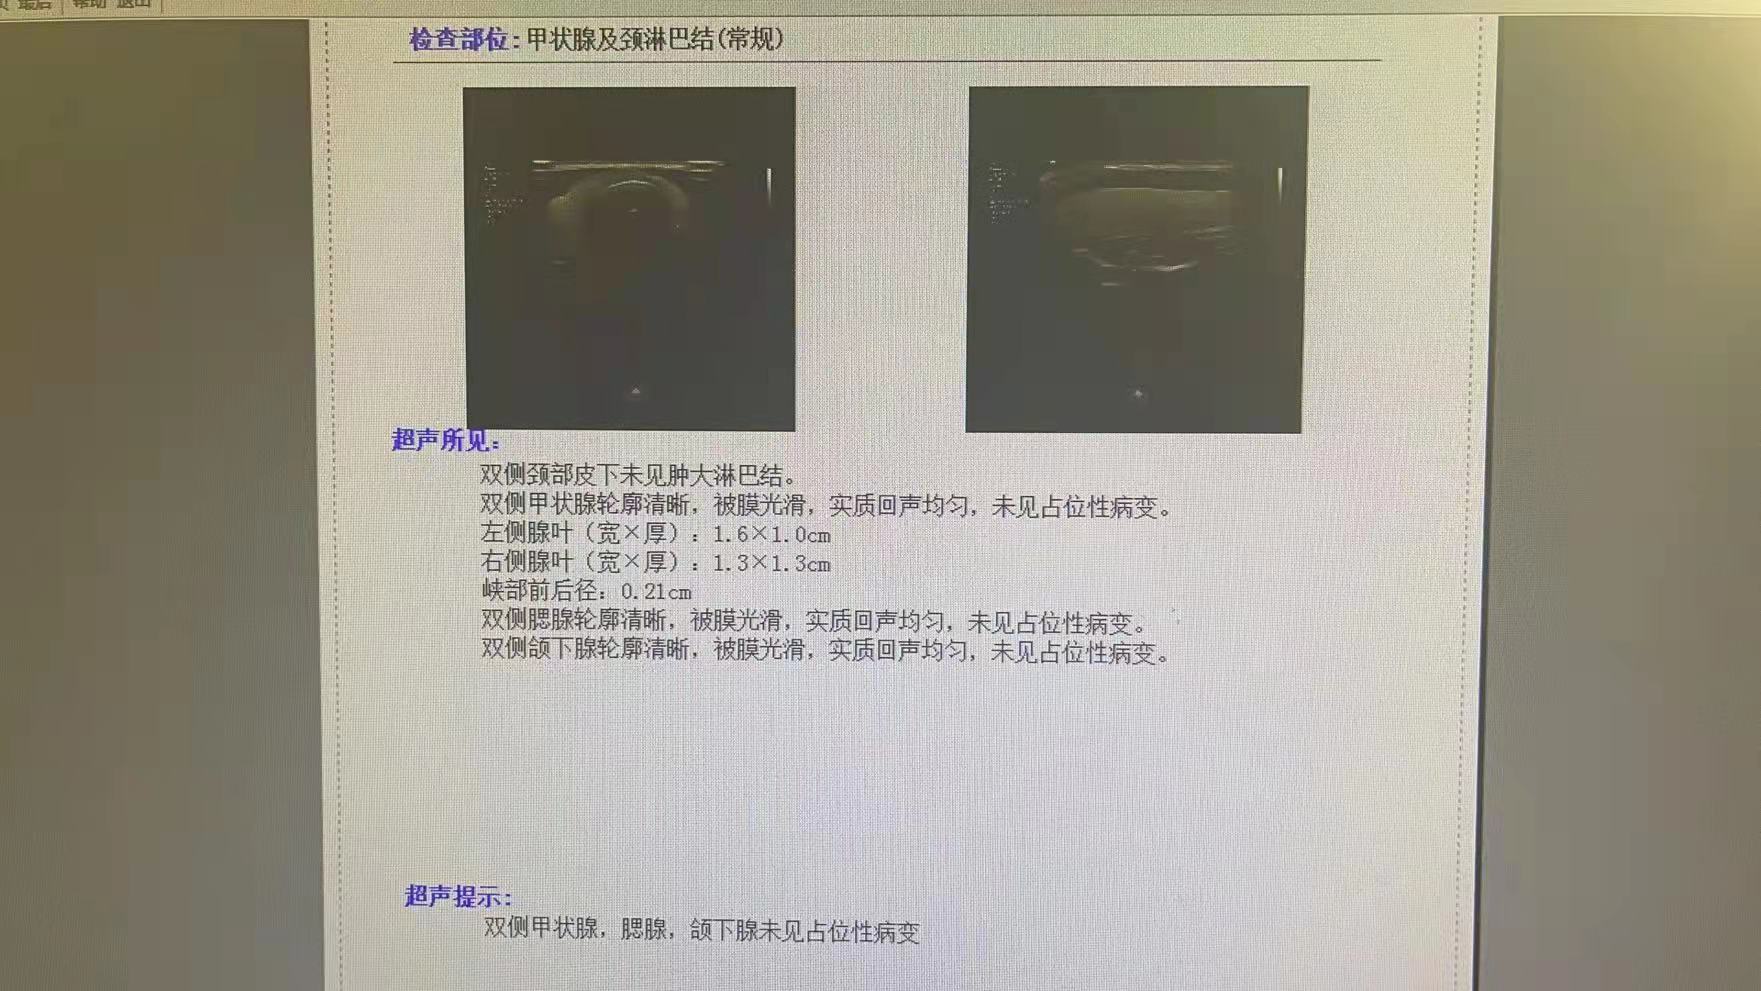 最后 帮助 退出
检查部位:甲状腺及颈淋巴结(常规)
超声所见:
双侧颈部皮下未见肿大淋巴结。
双侧甲状腺轮廓清晰，被膜光滑，实质回声均匀，未见占位性病变。
左侧腺叶（宽×厚）：1.6×1.0cm
右侧腺叶（宽×厚）：1.3×1.3cm
峡部前后径：0.21cm
双侧腮腺轮廓清晰，被膜光滑，实质回声均匀，未见占位性病变。
双侧颌下腺轮廓清晰，被膜光滑，实质回声均匀，未见占位性病变。
超声提示:
双侧甲状腺，腮腺，颌下腺未见占位性病变